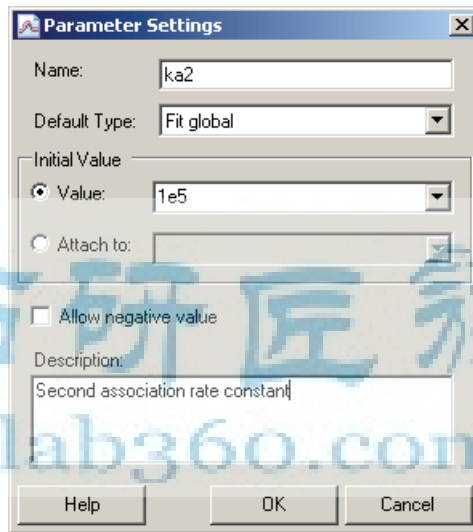 Parameter Settings
Name: ka2
Default Type: Fit global
Initial Value
Value: 1e5
Attach to:
研 匠
Allow negative value
Description:
Second association rate constant
lab360.com
Help OK Cancel